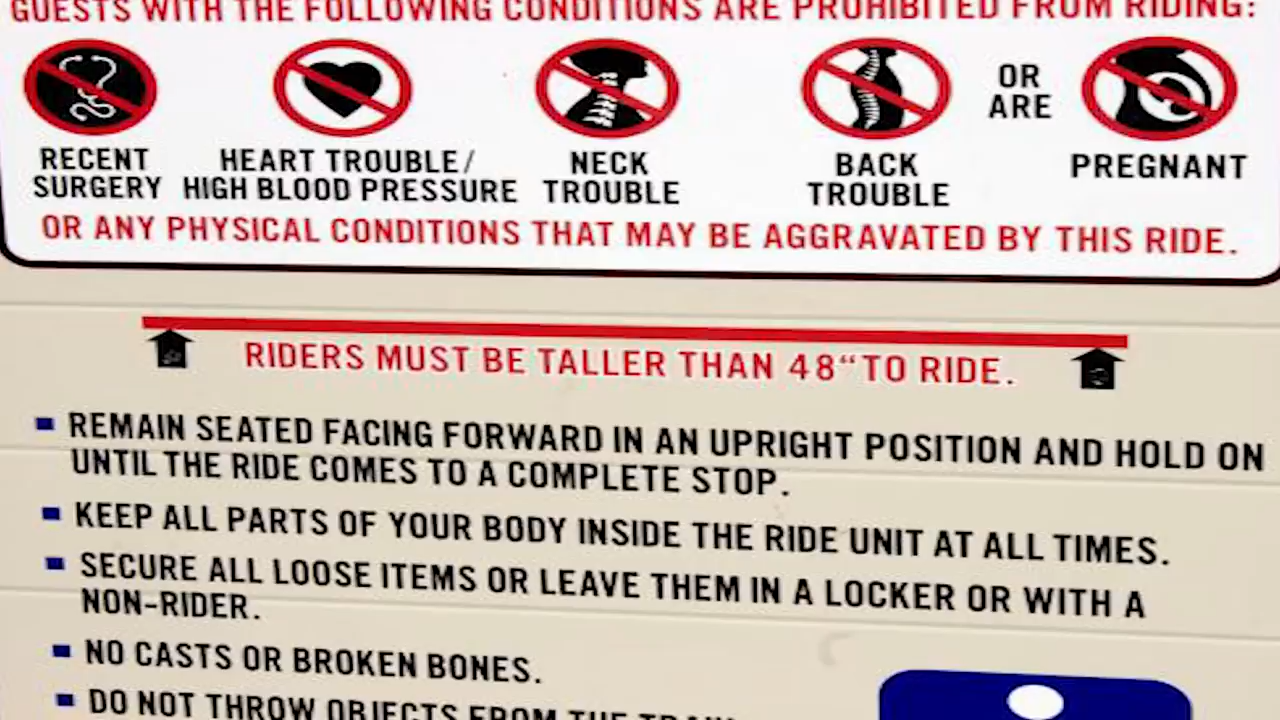 GUESTS WITH THE FOLLOWING CONDITIONS ARE PROHIBITED FROM RIDING:
RECENT SURGERY
HEART TROUBLE/ HIGH BLOOD PRESSURE
NECK TROUBLE
BACK TROUBLE
OR ARE
PREGNANT
OR ANY PHYSICAL CONDITIONS THAT MAY BE AGGRAVATED BY THIS RIDE.
RIDERS MUST BE TALLER THAN 48“ TO RIDE.
REMAIN SEATED FACING FORWARD IN AN UPRIGHT POSITION AND HOLD ON
UNTIL THE RIDE COMES TO A COMPLETE STOP.
KEEP ALL PARTS OF YOUR BODY INSIDE THE RIDE UNIT AT ALL TIMES.
SECURE ALL LOOSE ITEMS OR LEAVE THEM IN A LOCKER OR WITH A
NON-RIDER.
NO CASTS OR BROKEN BONES.
DO NOT THROW OBJECTS FROM THE